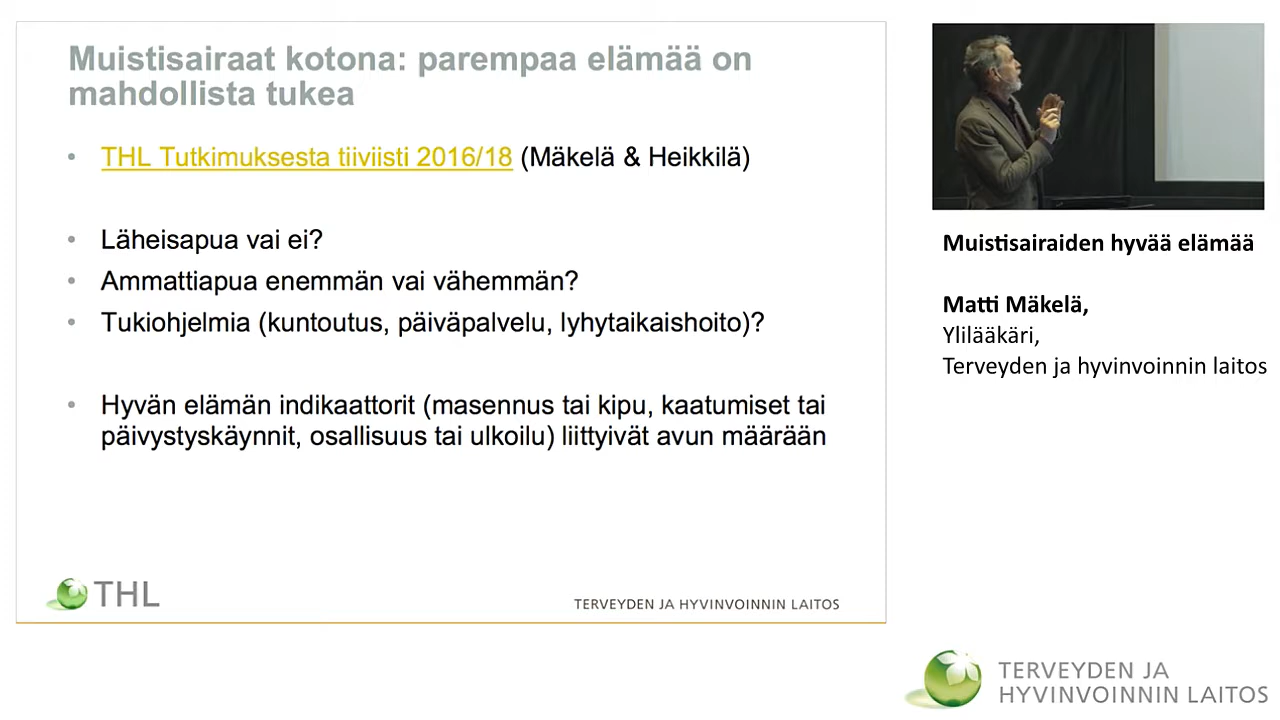 Muistisairaat kotona: parempaa elämää on
mahdollista tukea
• THL Tutkimuksesta tiiviisti 2016/18 (Mäkelä & Heikkilä)
• Läheisapua vai ei?
• Ammattiapua enemmän vai vähemmän?
• Tukiohjelmia (kuntoutus, päiväpalvelu, lyhytaikaishoito)?
• Hyvän elämän indikaattorit (masennus tai kipu, kaatumiset tai
päivystyskäynnit, osallisuus tai ulkoilu) liittyivät avun määrään
THL
TERVEYDEN JA HYVINVOINNIN LAITOS
Muistisairaiden hyvää elämää
Matti Mäkelä,
Ylilääkäri,
Terveyden ja hyvinvoinnin laitos
TERVEYDEN JA
HYVINVOINNIN LAITOS